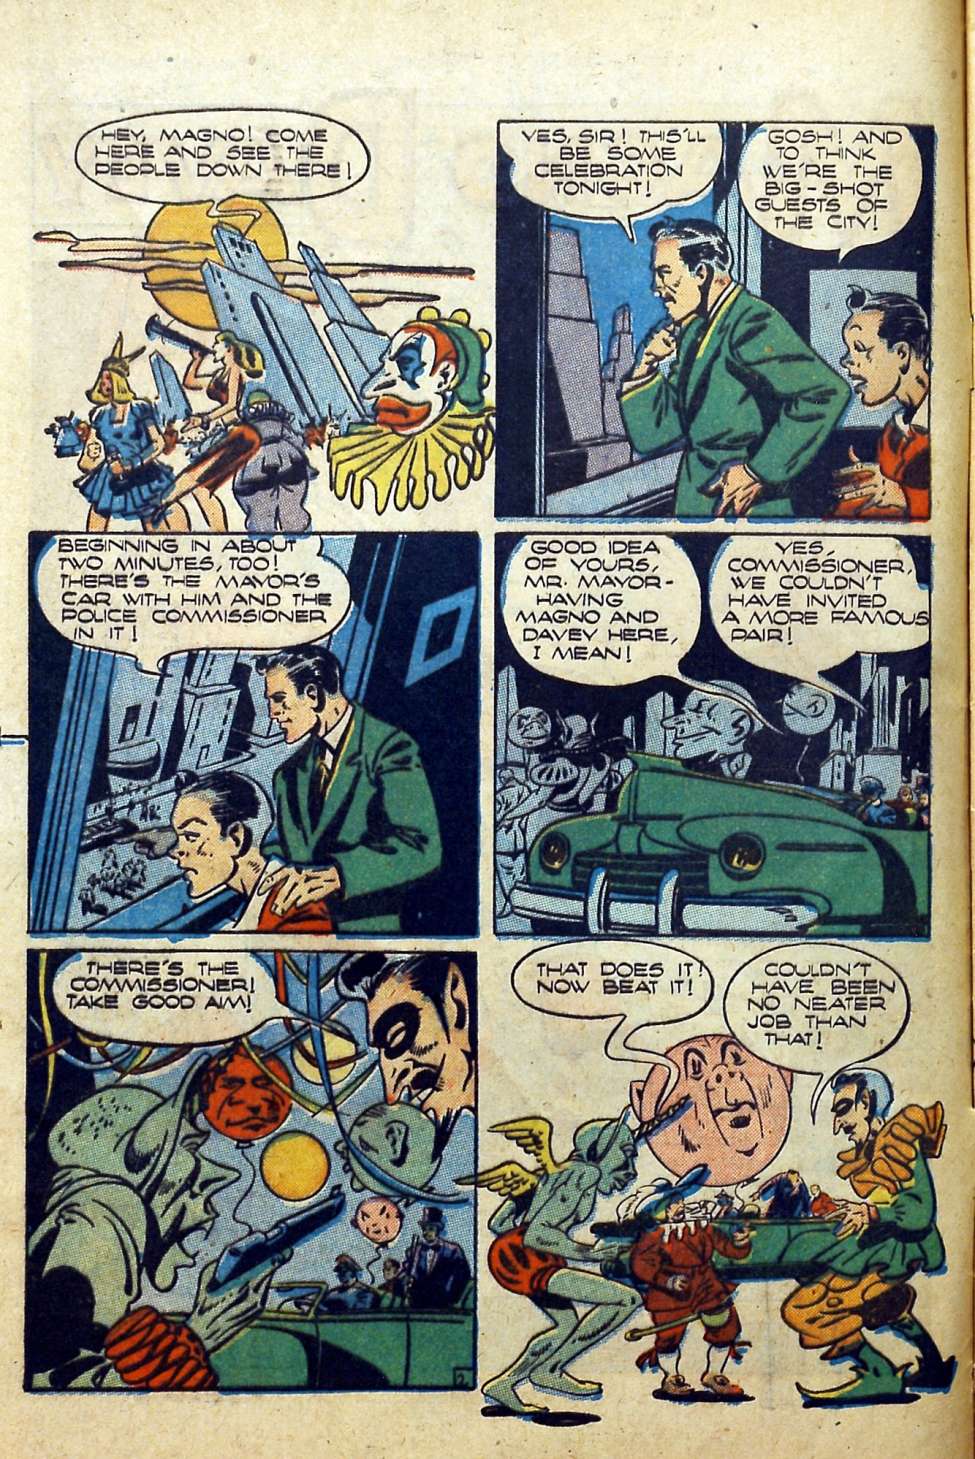 HEY, MAGNO! COME
HERE AND SEE THE
PEOPLE DOWN THERE!
YES, SIR! THIS'LL
BE SOME
CELEBRATION
TONIGHT!
GOSH! AND
TO THINK
WE'RE THE
BIG-SHOT
GUESTS OF
THE CITY!
BEGINNING IN ABOUT
TWO MINUTES, TOO!
THERE'S THE MAYOR'S
CAR WITH HIM AND THE
POLICE COMMISSIONER
IN IT!
GOOD IDEA
OF YOURS,
MR. MAYOR-
HAVING
MAGNO AND
DAVEY HERE,
I MEAN!
YES,
COMMISSIONER,
WE COULDN'T
HAVE INVITED
A MORE FAMOUS
PAIR!
THERE'S THE
COMMISSIONER!
TAKE GOOD AIM!
2
THAT DOES IT!
NOW BEAT IT!
COULDN'T
HAVE BEEN
NO NEATER
JOB THAN
THAT!